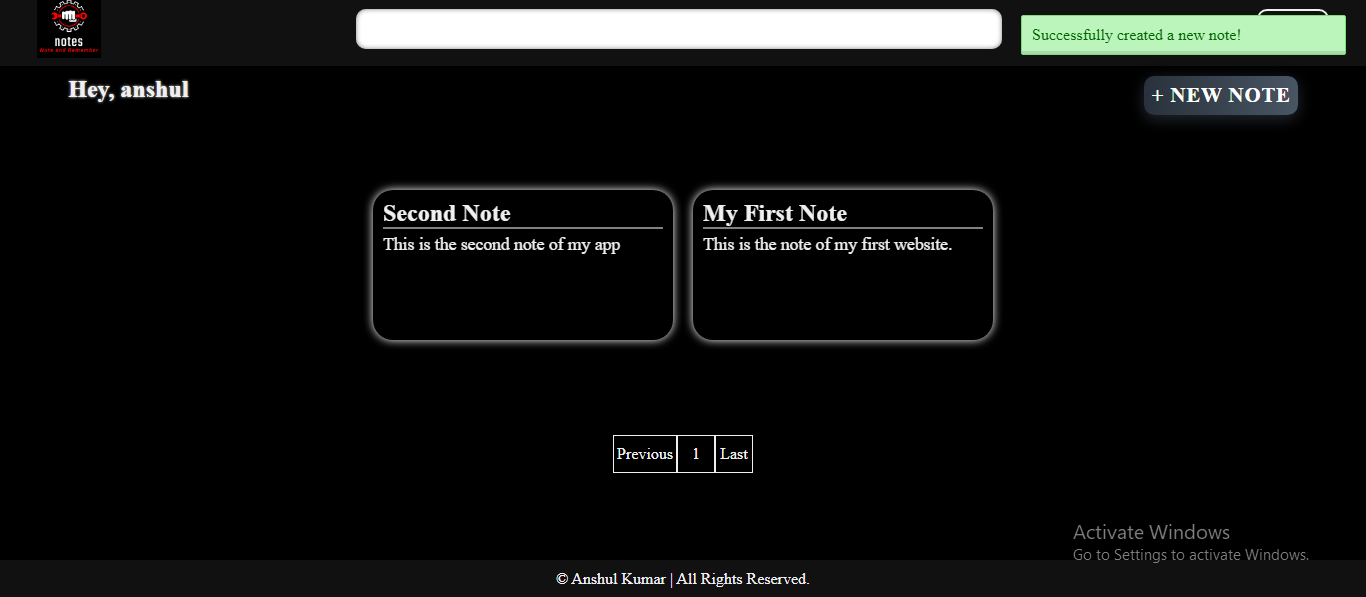 notes
Note and Remember
Successfully created a new note!
Hey, anshul
+ NEW NOTE
Second Note
This is the second note of my app
My First Note
This is the note of my first website.
Previous 1 Last
Activate Windows
Go to Settings to activate Windows.
© Anshul Kumar | All Rights Reserved.